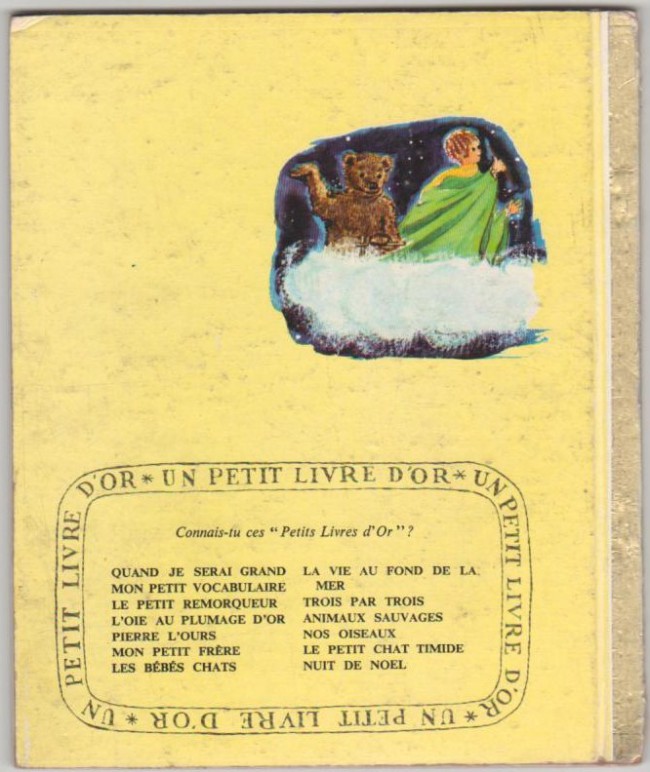 UN PETIT LIVRE D'OR * UN PETIT LIVRE D'OR * UN PETIT LIVRE D'OR * UN PETIT LIVRE D'OR *
Connais-tu ces "Petits Livres d'Or"?
QUAND JE SERAI GRAND
MON PETIT VOCABULAIRE
LE PETIT REMORQUEUR
L'OIE AU PLUMAGE D'OR
PIERRE L'OURS
MON PETIT FRÈRE
LES BÉBÉS CHATS
LA VIE AU FOND DE LA
MER
TROIS PAR TROIS
ANIMAUX SAUVAGES
NOS OISEAUX
LE PETIT CHAT TIMIDE
NUIT DE NOEL